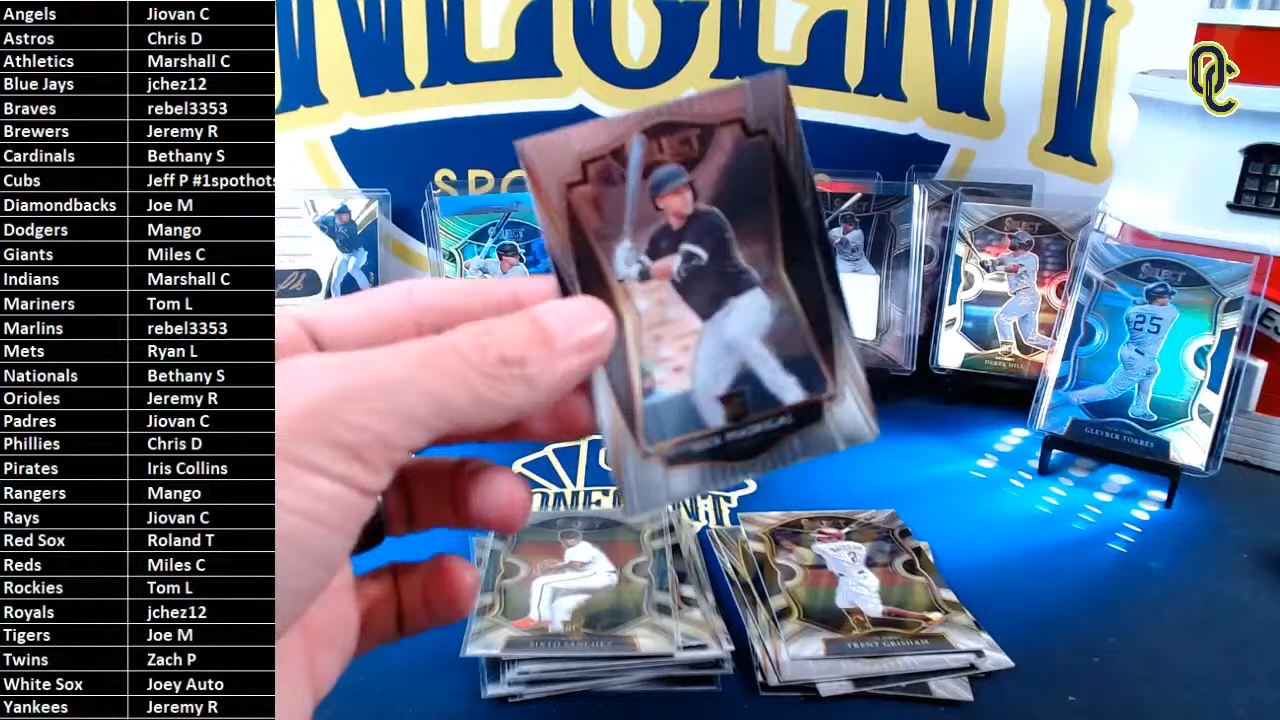 Angels Jiovan C
Astros Chris D
Athletics Marshall C
Blue Jays jchez12
Braves rebel3353
Brewers Jeremy R
Cardinals Bethany S
Cubs Jeff P #1spothots
Diamondbacks Joe M
Dodgers Mango
Giants Miles C
Indians Marshall C
Mariners Tom L
Marlins rebel3353
Mets Ryan L
Nationals Bethany S
Orioles Jeremy R
Padres Jiovan C
Phillies Chris D
Pirates Iris Collins
Rangers Mango
Rays Jiovan C
Red Sox Roland T
Reds Miles C
Rockies Tom L
Royals jchez12
Tigers Joe M
Twins Zach P
White Sox Joey Auto
Yankees Jeremy R
OC
SELECT
SELECT
SELECT
25
DEREK HILL
GLEYBER TORRES
SIXTO SANCHEZ
2
TRENT GRISHAM